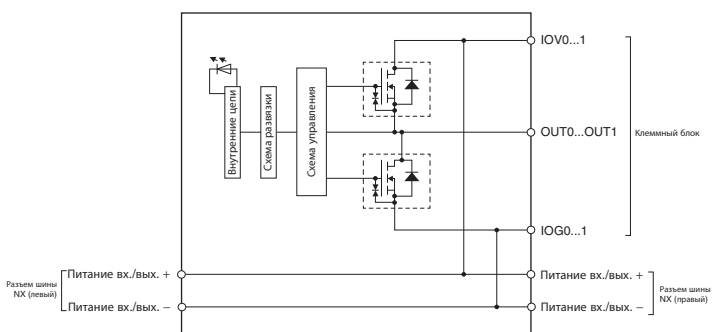 IOV0...1
Внутренние цепи
Схема развязки
Схема управления
OUT0...OUT1
Клеммный блок
IOG0...1
Разъем шины
NX (левый)
Питание вх./вых. +
Питание вх./вых. –
Питание вх./вых. +
Питание вх./вых. –
Разъем шины
NX (правый)